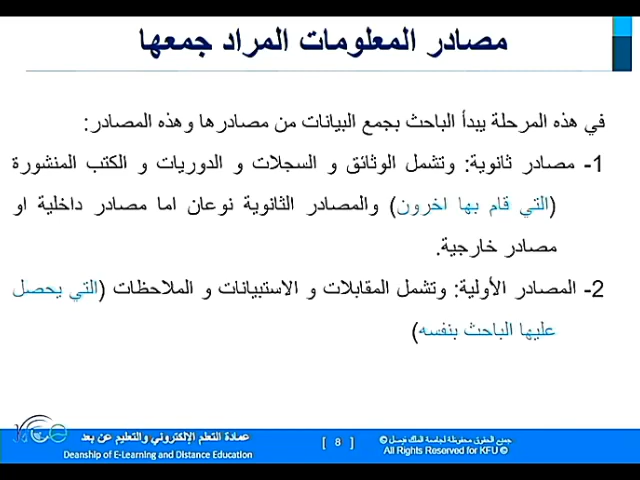 مصادر المعلومات المراد جمعها
في هذه المرحلة يبدأ الباحث بجمع البيانات من مصادرها وهذه المصادر:
1- مصادر ثانوية: وتشمل الوثائق و السجلات و الدوريات و الكتب المنشورة
(التي قام بها اخرون) والمصادر الثانوية نوعان اما مصادر داخلية او
مصادر خارجية.
2- المصادر الأولية: وتشمل المقابلات و الاستبيانات و الملاحظات (التي يحصل
عليها الباحث بنفسه)
جميع الحقوق محفوظة لجامعة الملك فيصل ©
All Rights Reserved for KFU ©
[ 8 ]
عمادة التعلم الإلكتروني والتعليم عن بعد
Deanship of E-Learning and Distance Education